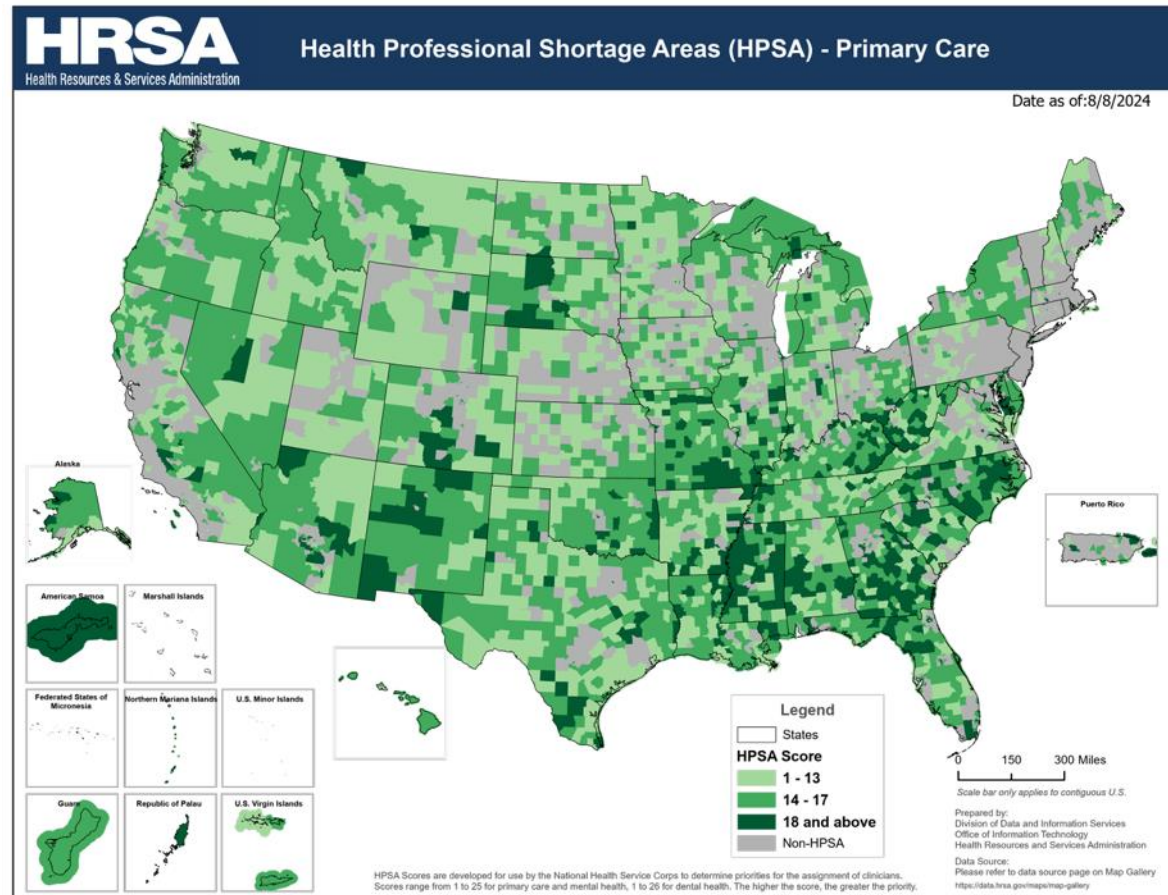 HRSA
Health Resources & Services Administration
Health Professional Shortage Areas (HPSA) - Primary Care
Date as of:8/8/2024
Alaska
American Samoa
Marshall Islands
Federated States of
Micronesia
Northern Mariana Islands
U.S. Minor Islands
Guam
Republic of Palau
U.S. Virgin Islands
Puerto Rico
Legend
States
HPSA Score
1 - 13
14 - 17
18 and above
Non-HPSA
0 150 300 Miles
Scale bar only applies to contiguous U.S.
Prepared by:
Division of Data and Information Services
Office of Information Technology
Health Resources and Services Administration
Data Source:
Please refer to data source page on Map Gallery
https://data.hrsa.gov/maps/map-gallery
HPSA Scores are developed for use by the National Health Service Corps to determine priorities for the assignment of clinicians.
Scores range from 1 to 25 for primary care and mental health, 1 to 26 for dental health. The higher the score, the greater the priority.